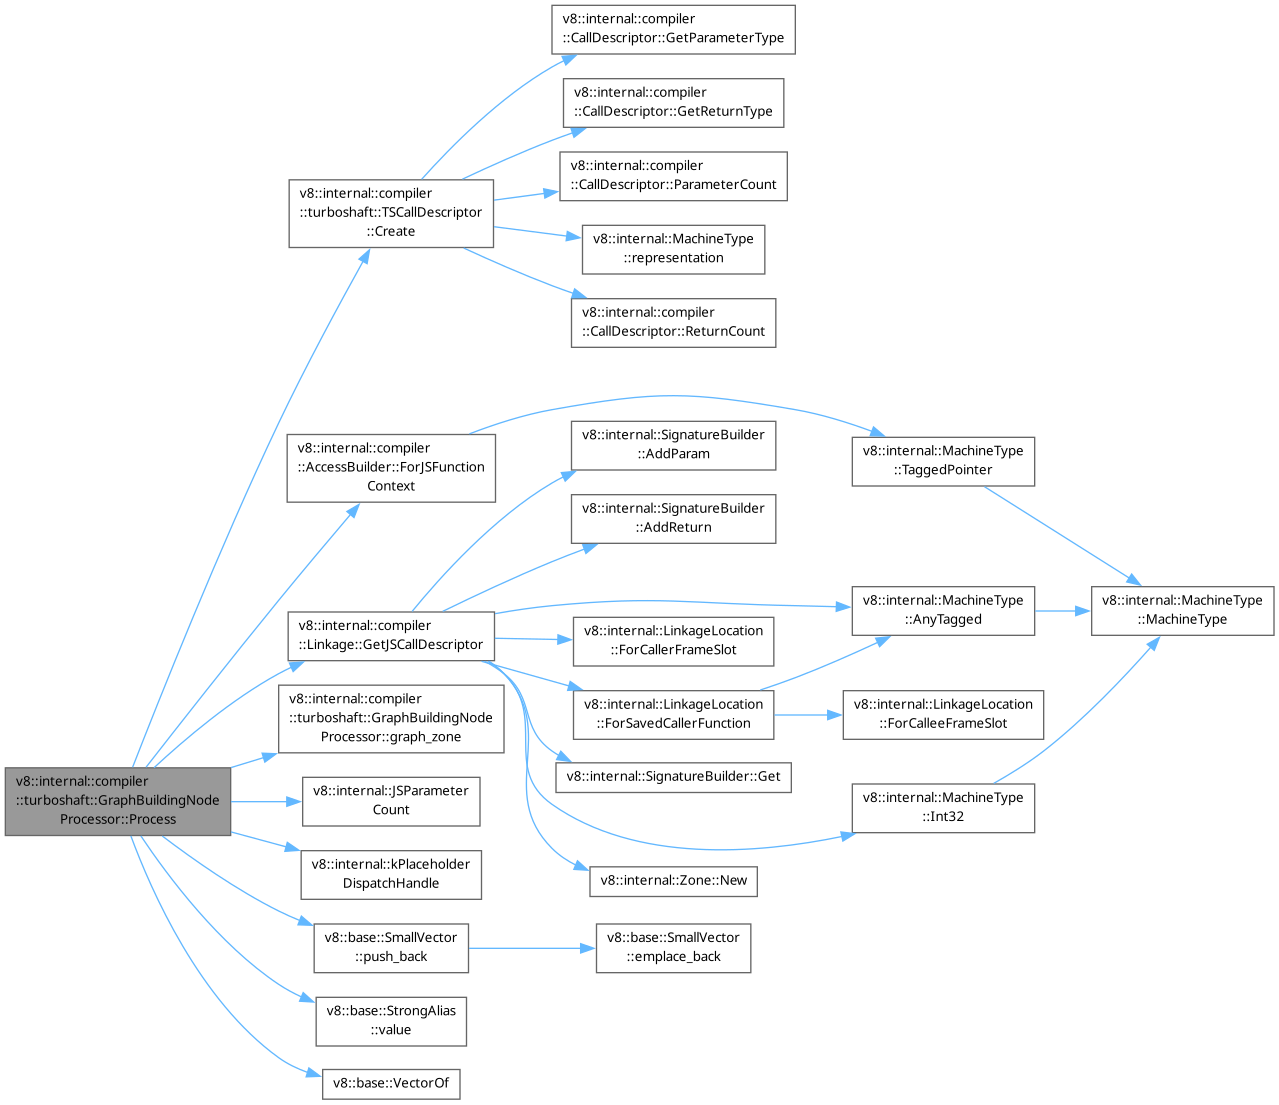 v8::internal::compiler
::CallDescriptor::GetParameterType
v8::internal::compiler
::CallDescriptor::GetReturnType
v8::internal::compiler
::CallDescriptor::ParameterCount
v8::internal::compiler
::turboshaft::TSCallDescriptor
::Create
v8::internal::MachineType
::representation
v8::internal::compiler
::CallDescriptor::ReturnCount
v8::internal::compiler
::AccessBuilder::ForJSFunction
Context
v8::internal::SignatureBuilder
::AddParam
v8::internal::MachineType
::TaggedPointer
v8::internal::SignatureBuilder
::AddReturn
v8::internal::compiler
::Linkage::GetJSCallDescriptor
v8::internal::LinkageLocation
::ForCallerFrameSlot
v8::internal::MachineType
::AnyTagged
v8::internal::MachineType
::MachineType
v8::internal::compiler
::turboshaft::GraphBuildingNode
Processor::graph_zone
v8::internal::LinkageLocation
::ForSavedCallerFunction
v8::internal::LinkageLocation
::ForCalleeFrameSlot
v8::internal::compiler
::turboshaft::GraphBuildingNode
Processor::Process
v8::internal::JSParameter
Count
v8::internal::SignatureBuilder::Get
v8::internal::MachineType
::Int32
v8::internal::kPlaceholder
DispatchHandle
v8::internal::Zone::New
v8::base::SmallVector
::push_back
v8::base::SmallVector
::emplace_back
v8::base::StrongAlias
::value
v8::base::VectorOf